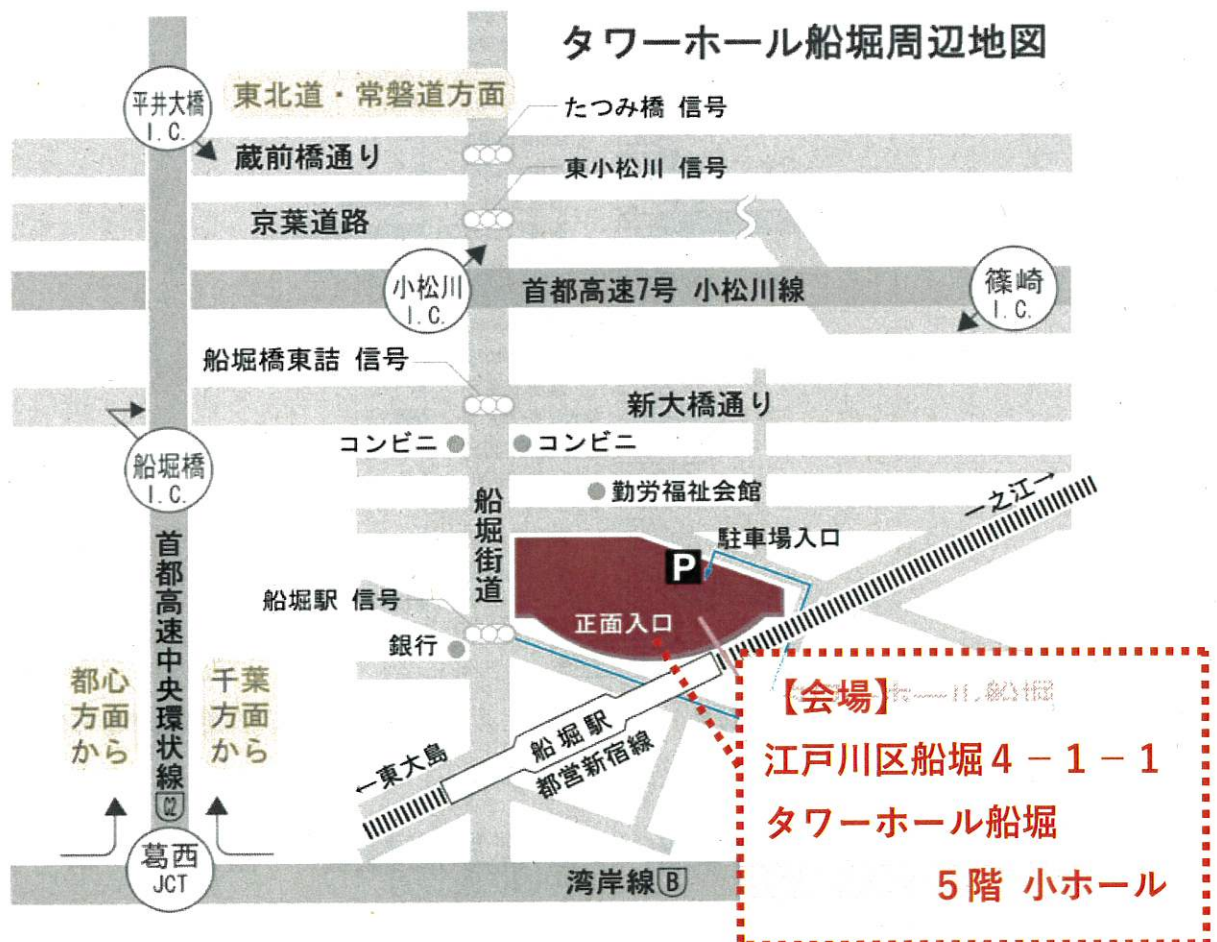 タワーホール船堀周辺地図
平井大橋
I.C.
東北道・常磐道方面
たつみ橋 信号
蔵前橋通り
東小松川 信号
京葉道路
小松川
I.C.
首都高速7号 小松川線
篠崎
I.C.
船堀橋東詰 信号
新大橋通り
コンビニ
コンビニ
船堀橋
I.C.
勤労福祉会館
一之江→
船堀街道
駐車場入口
P
首都高速中央環状線
C2
船堀駅 信号
正面入口
銀行
都心
方面
から
千葉
方面
から
船堀駅
都営新宿線
←東大島
タワーホール船堀
【会場】
江戸川区船堀4－1－1
タワーホール船堀
5階 小ホール
葛西
JCT
湾岸線 B